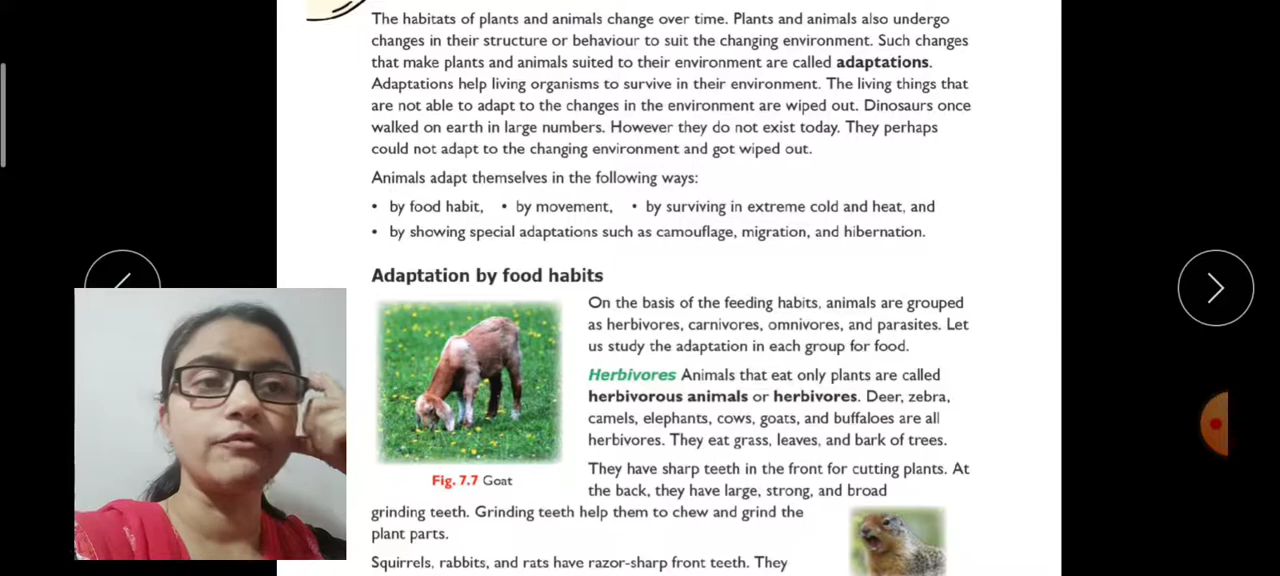 The habitats of plants and animals change over time. Plants and animals also undergo
changes in their structure or behaviour to suit the changing environment. Such changes
that make plants and animals suited to their environment are called adaptations.
Adaptations help living organisms to survive in their environment. The living things that
are not able to adapt to the changes in the environment are wiped out. Dinosaurs once
walked on earth in large numbers. However they do not exist today. They perhaps
could not adapt to the changing environment and got wiped out.
Animals adapt themselves in the following ways:
• by food habit, • by movement, • by surviving in extreme cold and heat, and
• by showing special adaptations such as camouflage, migration, and hibernation.
Adaptation by food habits
On the basis of the feeding habits, animals are grouped
as herbivores, carnivores, omnivores, and parasites. Let
us study the adaptation in each group for food.
Herbivores Animals that eat only plants are called
herbivorous animals or herbivores. Deer, zebra,
camels, elephants, cows, goats, and buffaloes are all
herbivores. They eat grass, leaves, and bark of trees.
Fig. 7.7 Goat
They have sharp teeth in the front for cutting plants. At
the back, they have large, strong, and broad
grinding teeth. Grinding teeth help them to chew and grind the
plant parts.
Squirrels, rabbits, and rats have razor-sharp front teeth. They